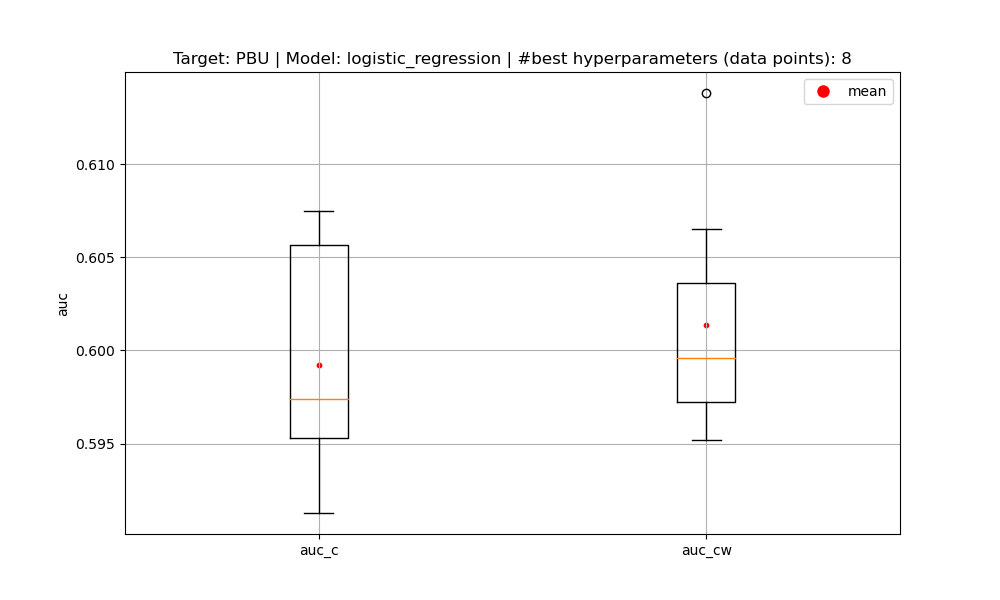 Target: PBU | Model: logistic_regression | #best hyperparameters (data points): 8
mean
0.610
0.605
0.600
0.595
auc
auc_c
auc_cw